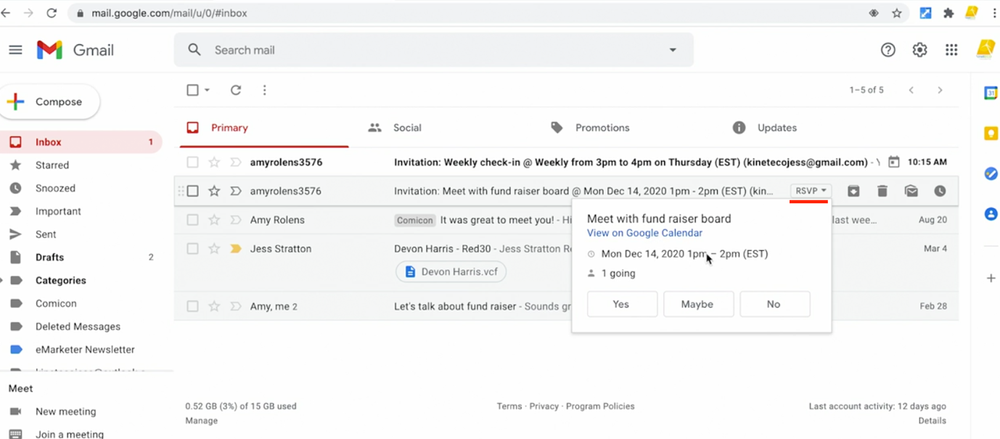 mail.google.com/mail/u/0/#inbox
Gmail
Search mail
Compose
1–5 of 5
Primary
Social
Promotions
Updates
Inbox 1
Starred
Snoozed
Important
Sent
Drafts 2
Categories
Comicon
Deleted Messages
eMarketer Newsletter
amyrolens3576 Invitation: Weekly check-in @ Weekly from 3pm to 4pm on Thursday (EST) (kinetecojess@gmail.com) - 10:15 AM
amyrolens3576 Invitation: Meet with fund raiser board @ Mon Dec 14, 2020 1pm - 2pm (EST) (kin... RSVP
Amy Rolens Comicon It was great to meet you! - Hi last wee... Aug 20
Jess Stratton Devon Harris - Red30 - Jess Stratton Re Mar 4
Devon Harris.vcf
Amy, me 2 Let's talk about fund raiser - Sounds gr Feb 28
Meet with fund raiser board
View on Google Calendar
Mon Dec 14, 2020 1pm – 2pm (EST)
1 going
Yes Maybe No
31
Meet
New meeting
Join a meeting
0.52 GB (3%) of 15 GB used
Manage
Terms · Privacy · Program Policies
Last account activity: 12 days ago
Details